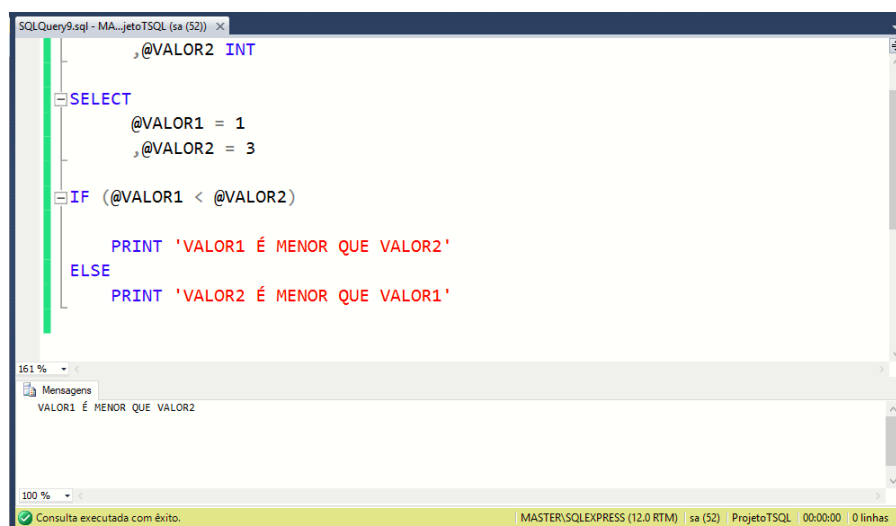 SQLQuery9.sql - MA...jetoTSQL (sa (52))
,@VALOR2 INT
SELECT
@VALOR1 = 1
,@VALOR2 = 3
IF (@VALOR1 < @VALOR2)
PRINT 'VALOR1 É MENOR QUE VALOR2'
ELSE
PRINT 'VALOR2 É MENOR QUE VALOR1'
161 %
Mensagens
VALOR1 É MENOR QUE VALOR2
100 %
Consulta executada com êxito. MASTER\SQLEXPRESS (12.0 RTM) sa (52) ProjetoTSQL 00:00:00 0 linhas